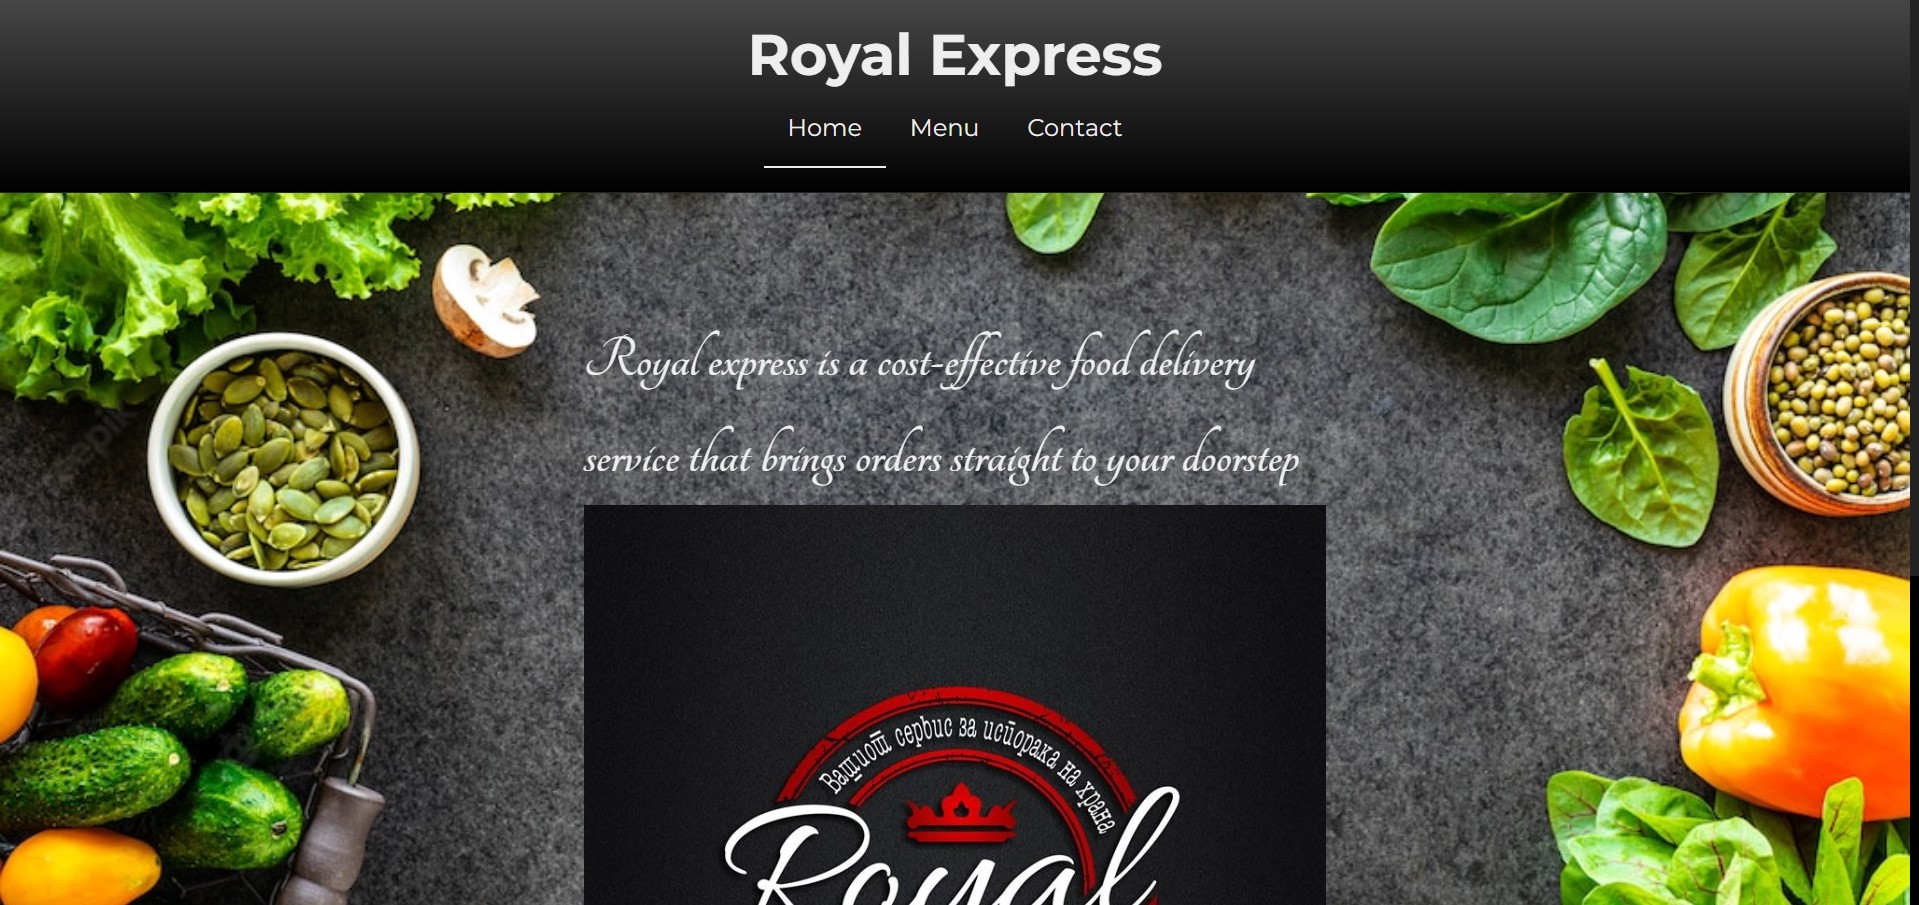 Royal Express
Home Menu Contact
Royal express is a cost-effective food delivery
service that brings orders straight to your doorstep
Вашиот сервис за испорака на храна
Royal